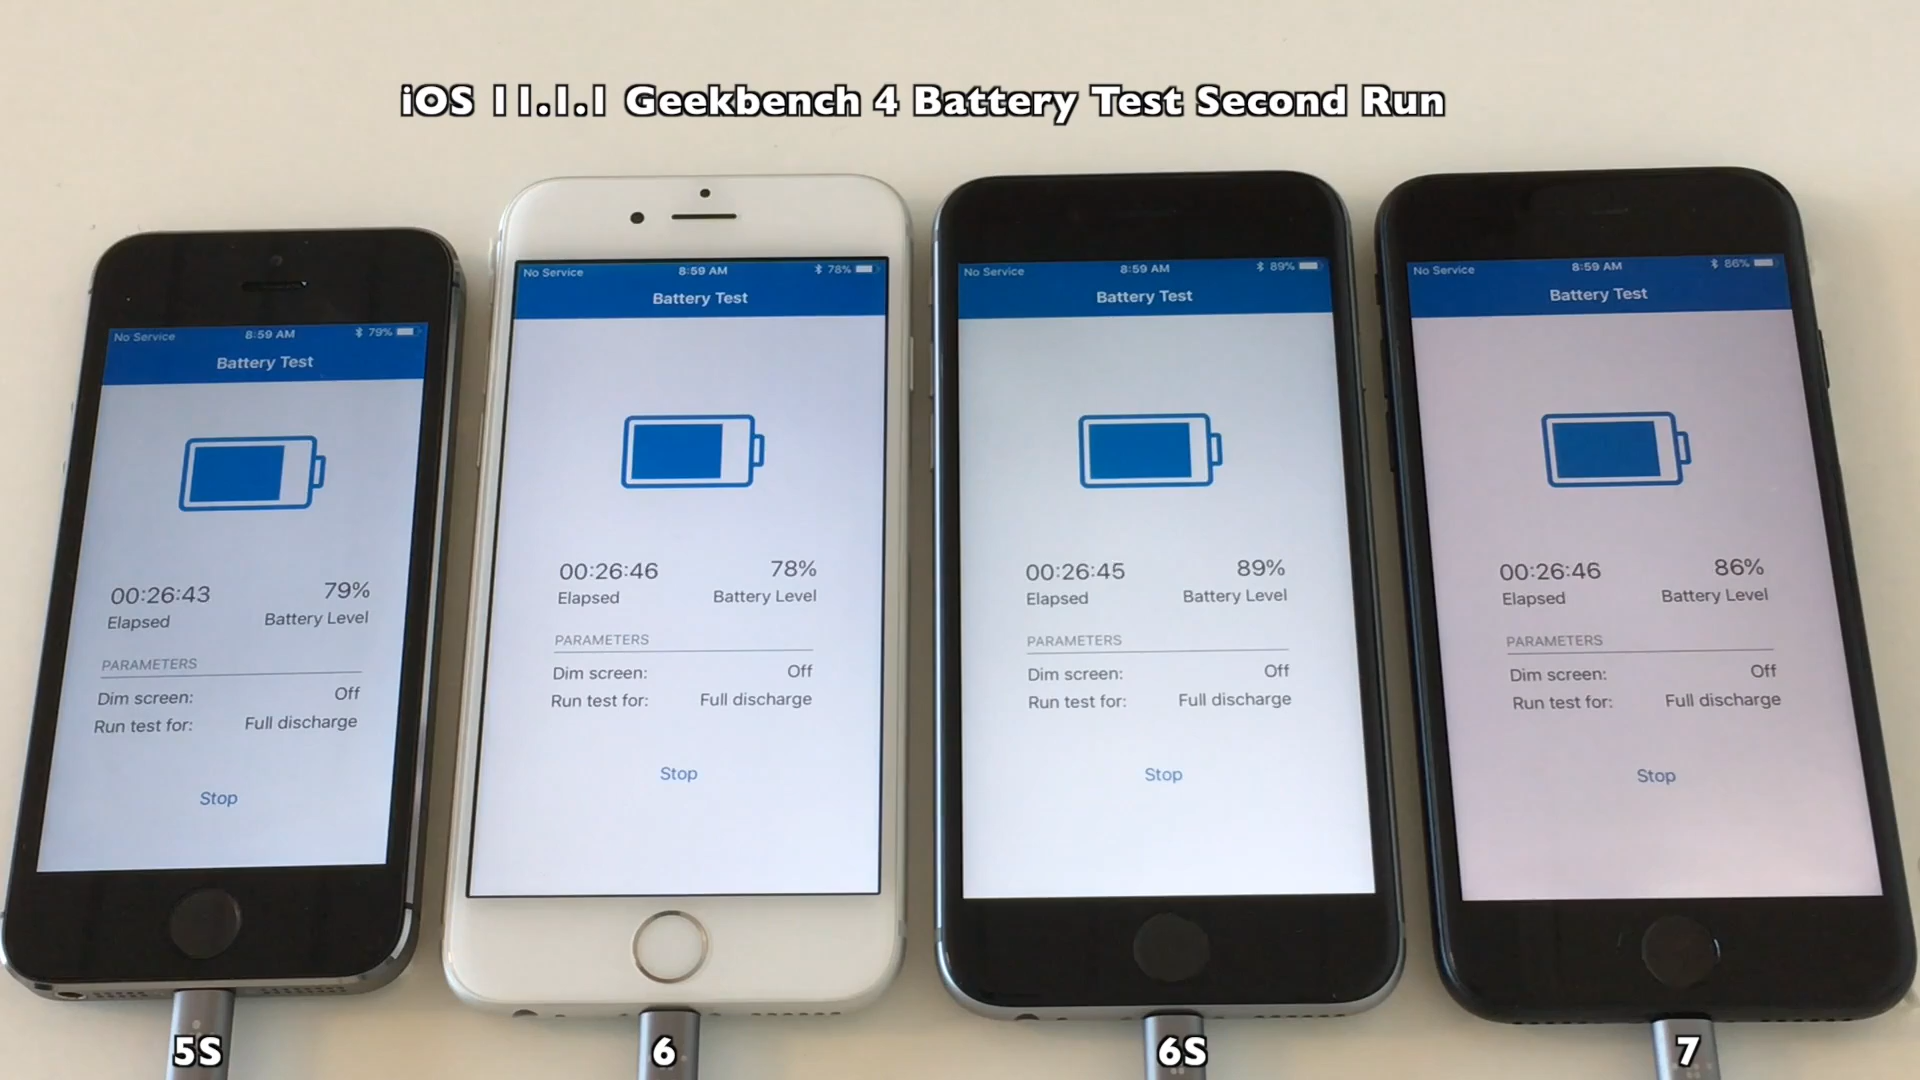 iOS 11.1.1 Geekbench 4 Battery Test Second Run
No Service 8:59 AM 79%
Battery Test
00:26:43 79%
Elapsed Battery Level
PARAMETERS
Dim screen: Off
Run test for: Full discharge
Stop
5S
No Service 8:59 AM 78%
Battery Test
00:26:46 78%
Elapsed Battery Level
PARAMETERS
Dim screen: Off
Run test for: Full discharge
Stop
6
No Service 8:59 AM 89%
Battery Test
00:26:45 89%
Elapsed Battery Level
PARAMETERS
Dim screen: Off
Run test for: Full discharge
Stop
6S
No Service 8:59 AM 86%
Battery Test
00:26:46 86%
Elapsed Battery Level
PARAMETERS
Dim screen: Off
Run test for: Full discharge
Stop
7